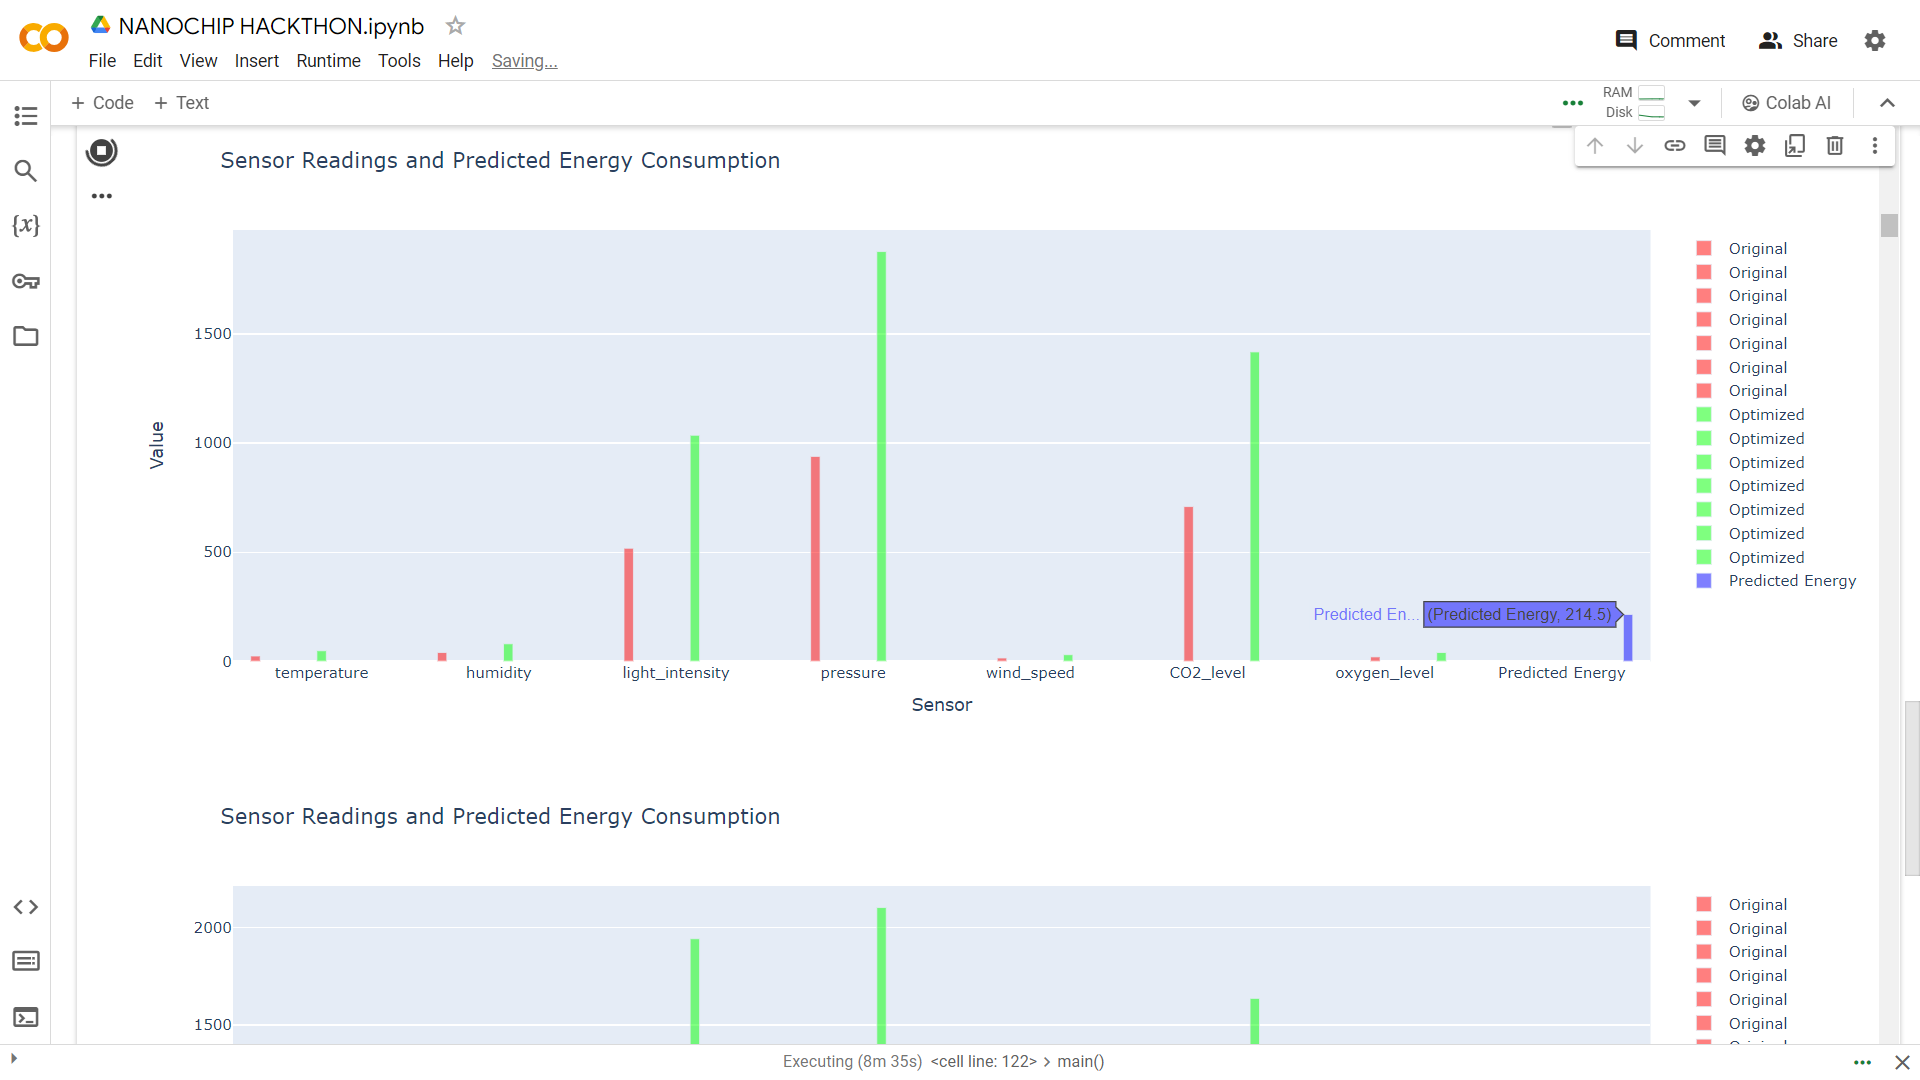 NANOCHIP HACKTHON.ipynb
File Edit View Insert Runtime Tools Help Saving...
Comment Share
+ Code + Text
RAM
Disk
Colab AI
Sensor Readings and Predicted Energy Consumption
Value
1500
1000
500
0
temperature humidity light_intensity pressure wind_speed CO2_level oxygen_level Predicted Energy
Sensor
Predicted En... (Predicted Energy, 214.5)
Original
Original
Original
Original
Original
Original
Original
Optimized
Optimized
Optimized
Optimized
Optimized
Optimized
Optimized
Predicted Energy
Sensor Readings and Predicted Energy Consumption
2000
1500
Original
Original
Original
Original
Original
Original
Executing (8m 35s) <cell line: 122> > main()